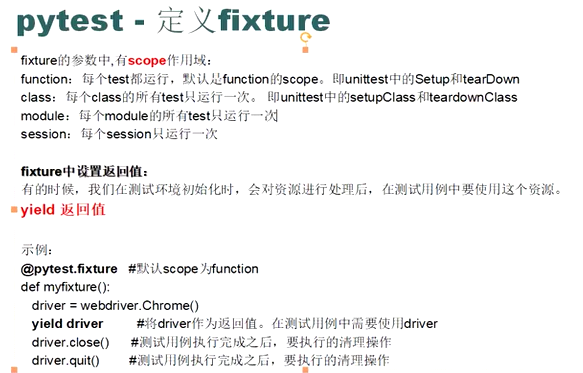 pytest - 定义fixture
fixture的参数中,有scope作用域：
function：每个test都运行，默认是function的scope。即unittest中的Setup和tearDown
class：每个class的所有test只运行一次。 即unittest中的setupClass和teardownClass
module：每个module的所有test只运行一次
session：每个session只运行一次
fixture中设置返回值：
有的时候，我们在测试环境初始化时，会对资源进行处理后，在测试用例中要使用这个资源。
yield 返回值
示例：
@pytest.fixture #默认scope为function
def myfixture():
driver = webdriver.Chrome()
yield driver #将driver作为返回值。在测试用例中需要使用driver
driver.close() #测试用例执行完成之后，要执行的清理操作
driver.quit() #测试用例执行完成之后，要执行的清理操作